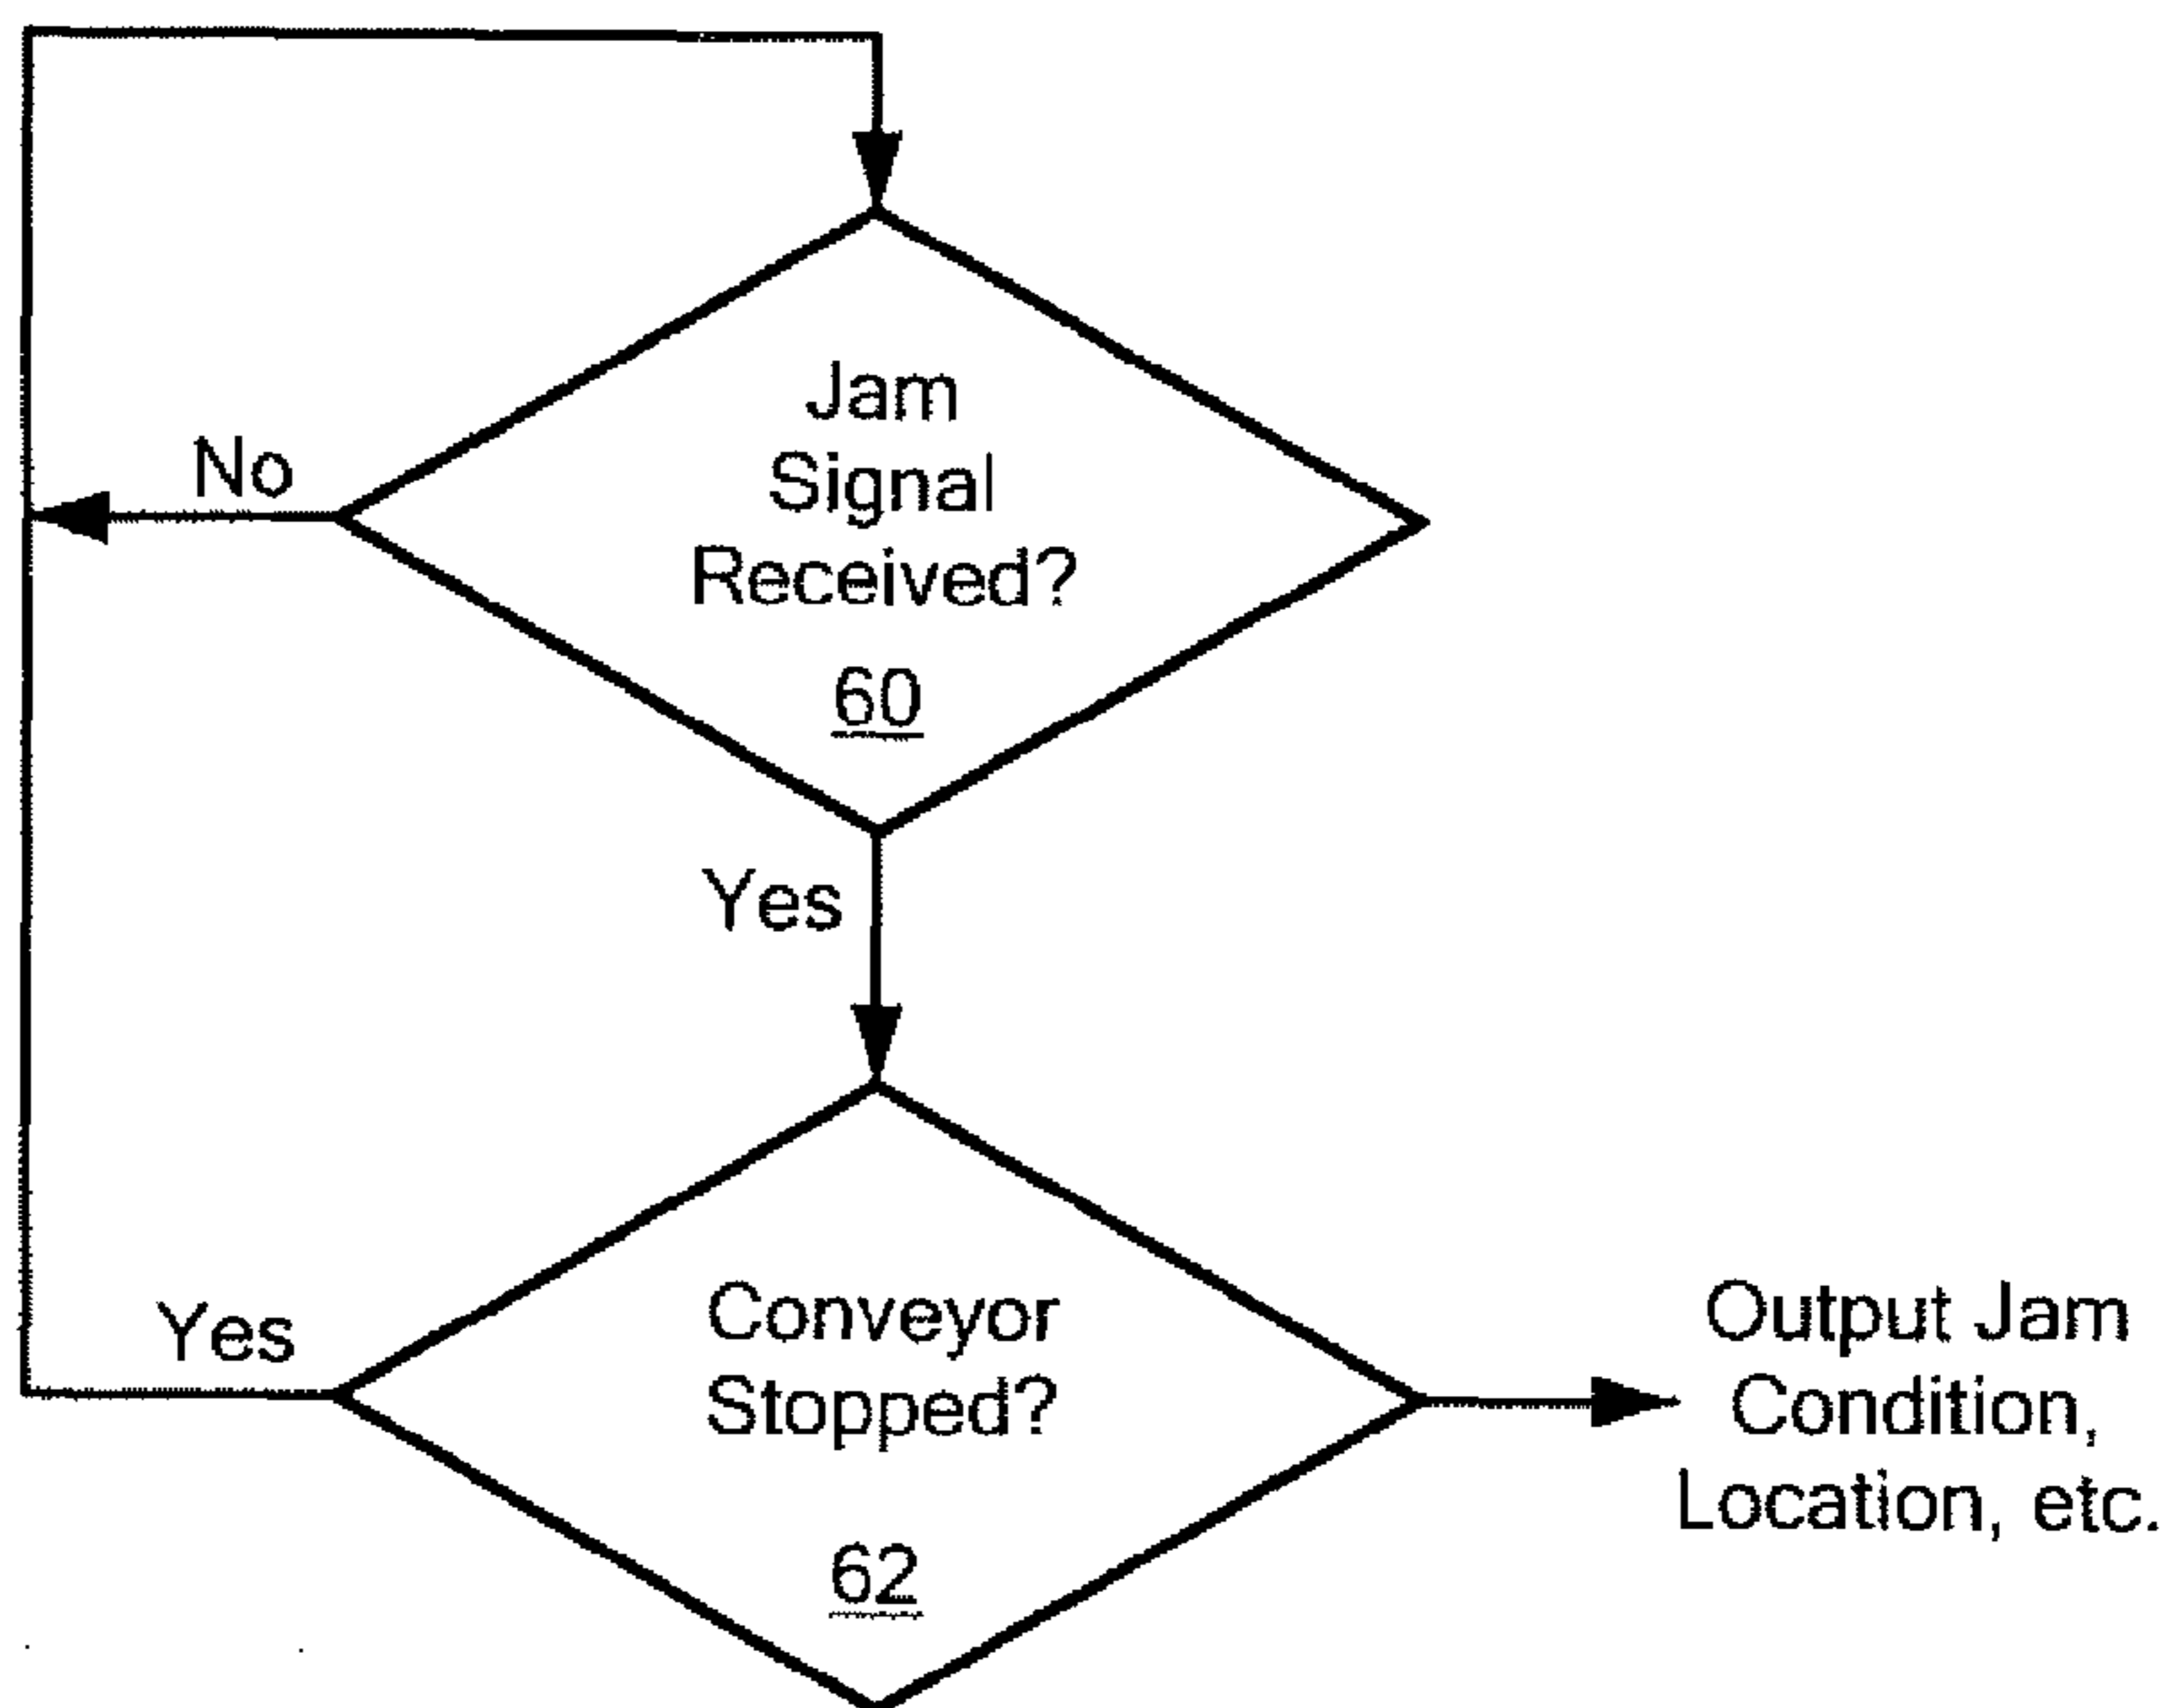 Jam
Signal
Received?
60
No
Yes
Conveyor
Stopped?
62
Yes
Output Jam
Condition,
Location, etc.